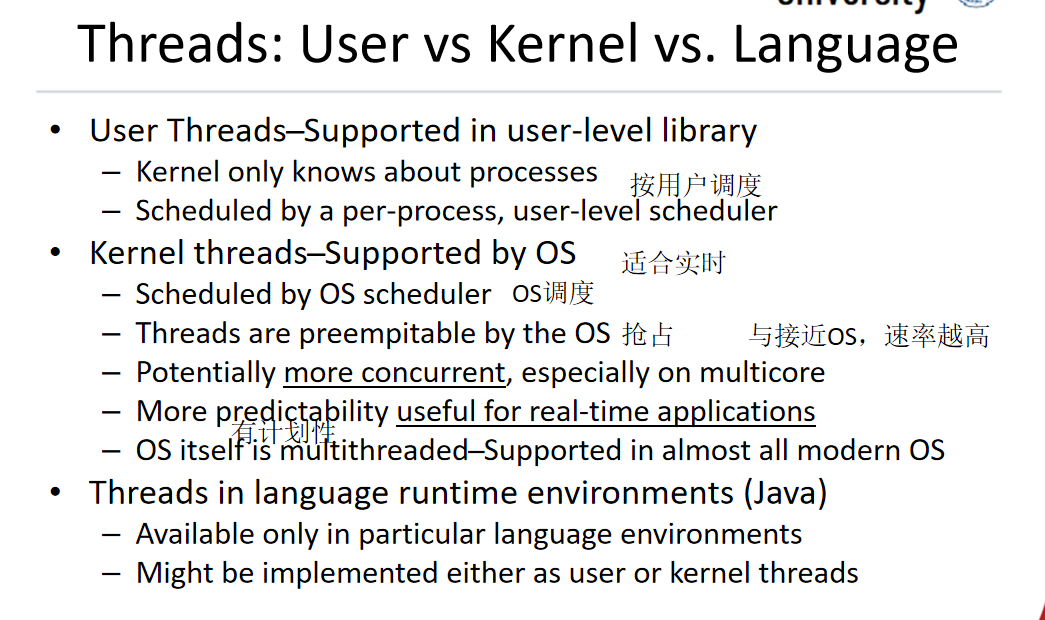 University
Threads: User vs Kernel vs. Language
• User Threads–Supported in user-level library
– Kernel only knows about processes
按用户调度
– Scheduled by a per-process, user-level scheduler
• Kernel threads–Supported by OS
适合实时
– Scheduled by OS scheduler OS调度
– Threads are preempitable by the OS 抢占 与接近OS，速率越高
– Potentially more concurrent, especially on multicore
– More predictability useful for real-time applications
有计划性
– OS itself is multithreaded–Supported in almost all modern OS
• Threads in language runtime environments (Java)
– Available only in particular language environments
– Might be implemented either as user or kernel threads